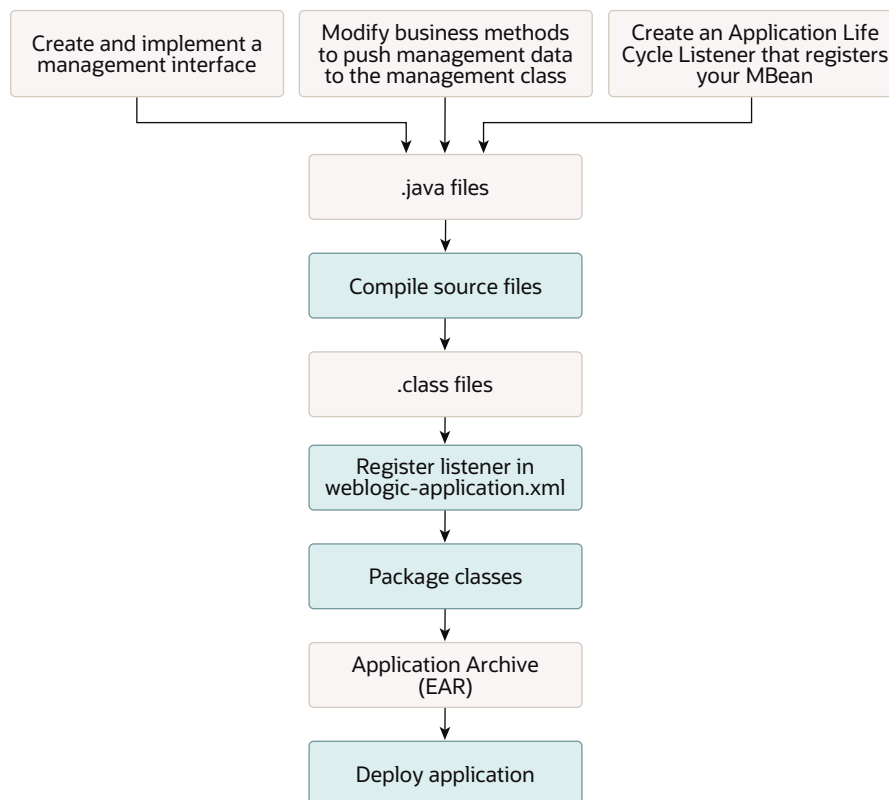 Create and implement a
management interface
Modify business methods
to push management data
to the management class
Create an Application Life
Cycle Listener that registers
your MBean
.java files
Compile source files
.class files
Register listener in
weblogic-application.xml
Package classes
Application Archive
(EAR)
Deploy application